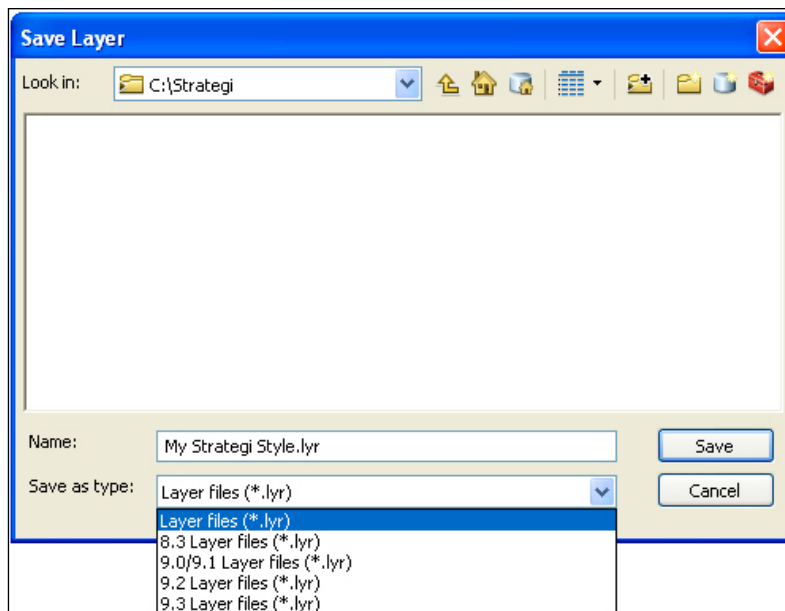 Save Layer
Look in: C:\Strategi
Name: My Strategi Style.lyr
Save
Save as type: Layer files (*.lyr)
Cancel
Layer files (*.lyr)
8.3 Layer files (*.lyr)
9.0/9.1 Layer files (*.lyr)
9.2 Layer files (*.lyr)
9.3 Layer files (*.lyr)